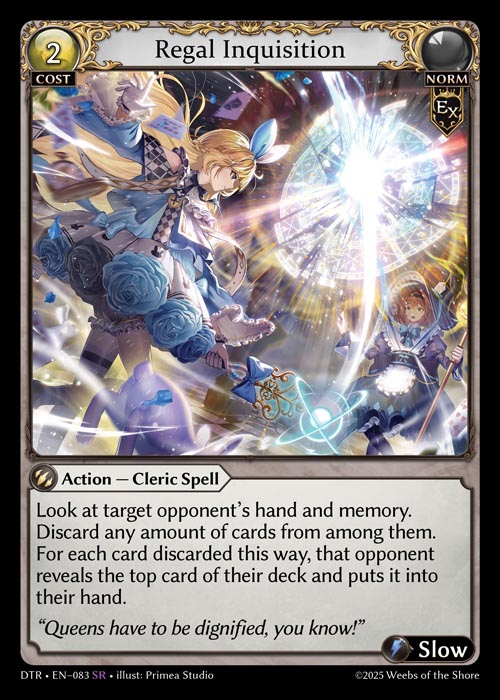 2
COST
Regal Inquisition
NORM
Ex
Action — Cleric Spell
Look at target opponent's hand and memory.
Discard any amount of cards from among them.
For each card discarded this way, that opponent
reveals the top card of their deck and puts it into
their hand.
“Queens have to be dignified, you know!”
Slow
DTR • EN–083 SR • illust: Primea Studio
©2025 Weebs of the Shore